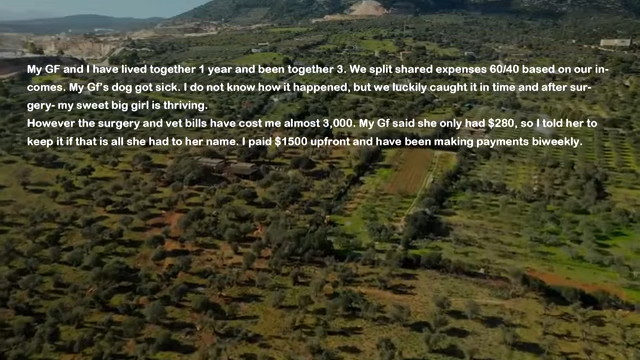 My GF and I have lived together 1 year and been together 3. We split shared expenses 60/40 based on our in-
comes. My Gf's dog got sick. I do not know how it happened, but we luckily caught it in time and after sur-
gery- my sweet big girl is thriving.
However the surgery and vet bills have cost me almost 3,000. My Gf said she only had $280, so I told her to
keep it if that is all she had to her name. I paid $1500 upfront and have been making payments biweekly.